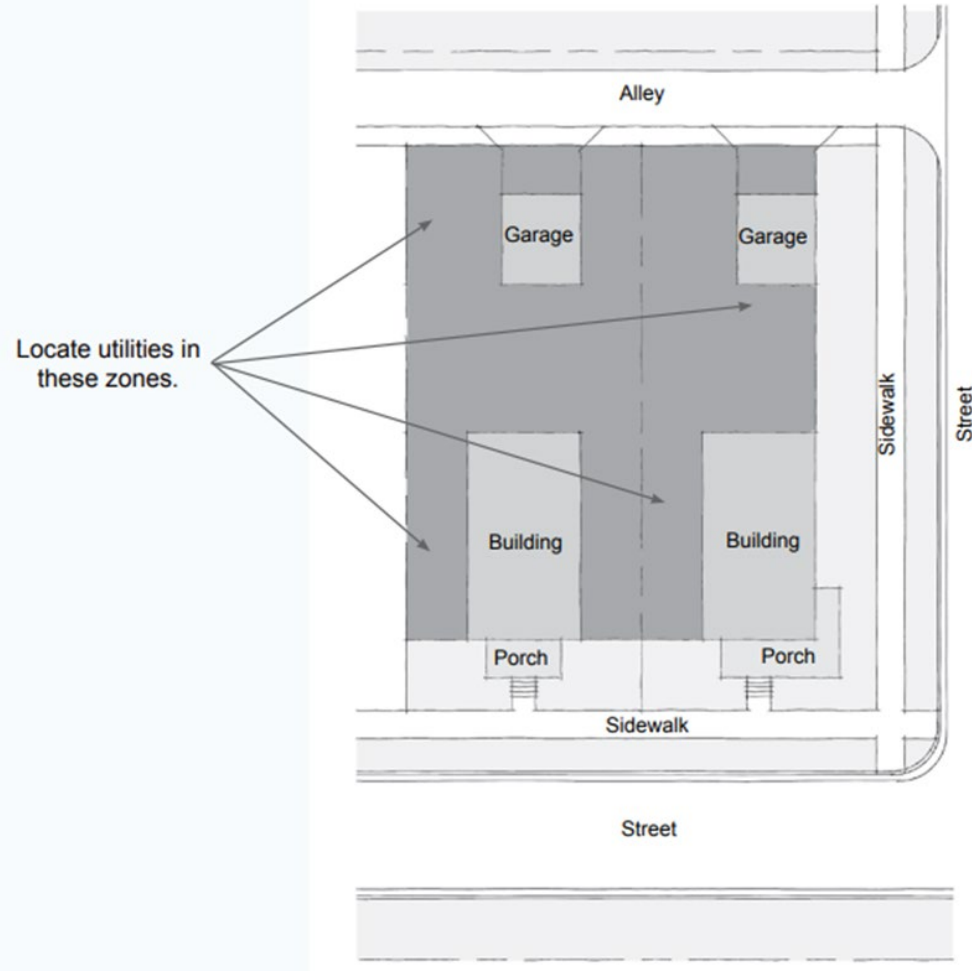 Alley
Garage
Garage
Locate utilities in
these zones.
Sidewalk
Street
Building
Building
Porch
Porch
Sidewalk
Street